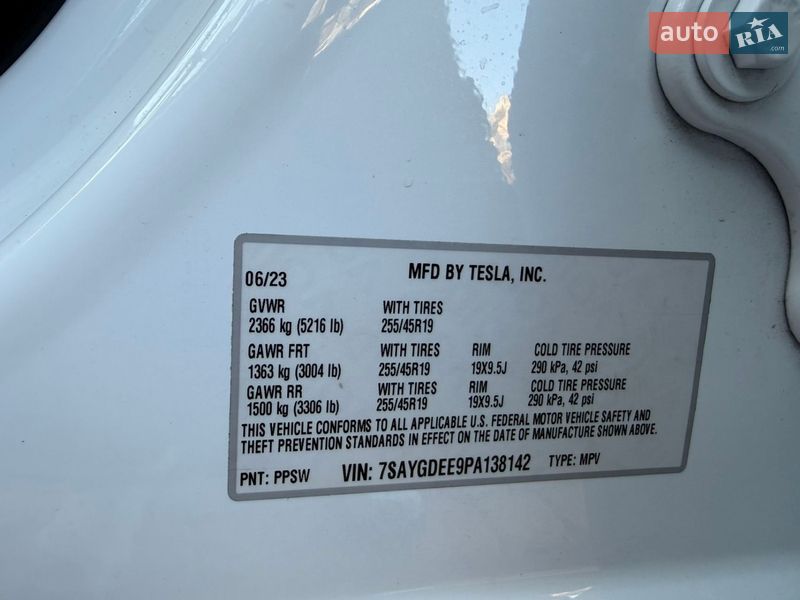 auto RIA.com
06/23 MFD BY TESLA, INC.
GVWR WITH TIRES
2366 kg (5216 lb) 255/45R19
GAWR FRT WITH TIRES RIM COLD TIRE PRESSURE
1363 kg (3004 lb) 255/45R19 19X9.5J 290 kPa, 42 psi
GAWR RR WITH TIRES RIM COLD TIRE PRESSURE
1500 kg (3306 lb) 255/45R19 19X9.5J 290 kPa, 42 psi
THIS VEHICLE CONFORMS TO ALL APPLICABLE U.S. FEDERAL MOTOR VEHICLE SAFETY AND
THEFT PREVENTION STANDARDS IN EFFECT ON THE DATE OF MANUFACTURE SHOWN ABOVE.
PNT: PPSW VIN: 7SAYGDEE9PA138142 TYPE: MPV